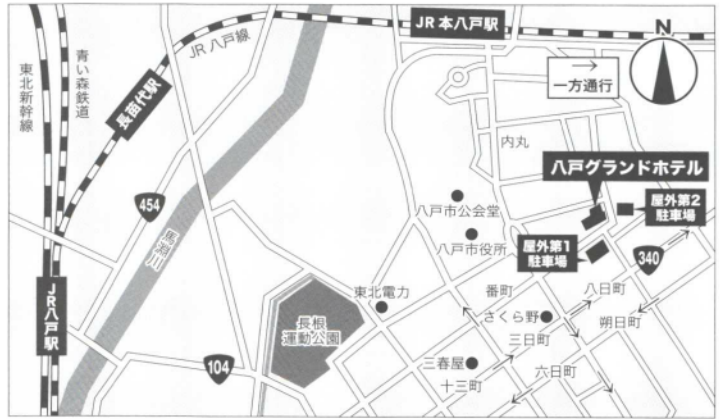 JR 本八戸駅
N
JR 八戸線
青い森鉄道
東北新幹線
長苗代駅
→
一方通行
内丸
八戸グランドホテル
屋外第2
駐車場
454
八戸市公会堂
八戸市役所
屋外第1
駐車場
340
馬淵川
JR八戸駅
東北電力
番町
八日町
長根
運動公園
さくら野
朔日町
三日町
104
三春屋
六日町
十三町